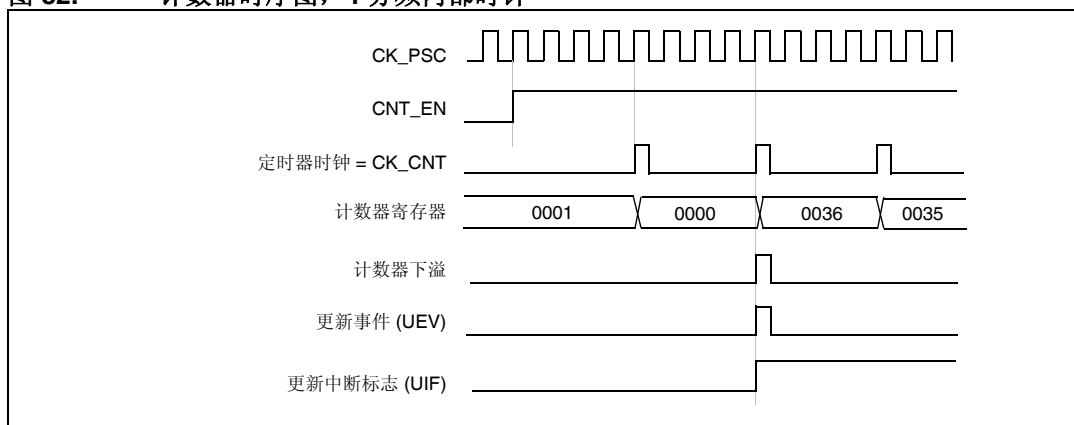 CK_PSC
CNT_EN
定时器时钟 = CK_CNT
计数器寄存器 0001 0000 0036 0035
计数器下溢
更新事件 (UEV)
更新中断标志 (UIF)